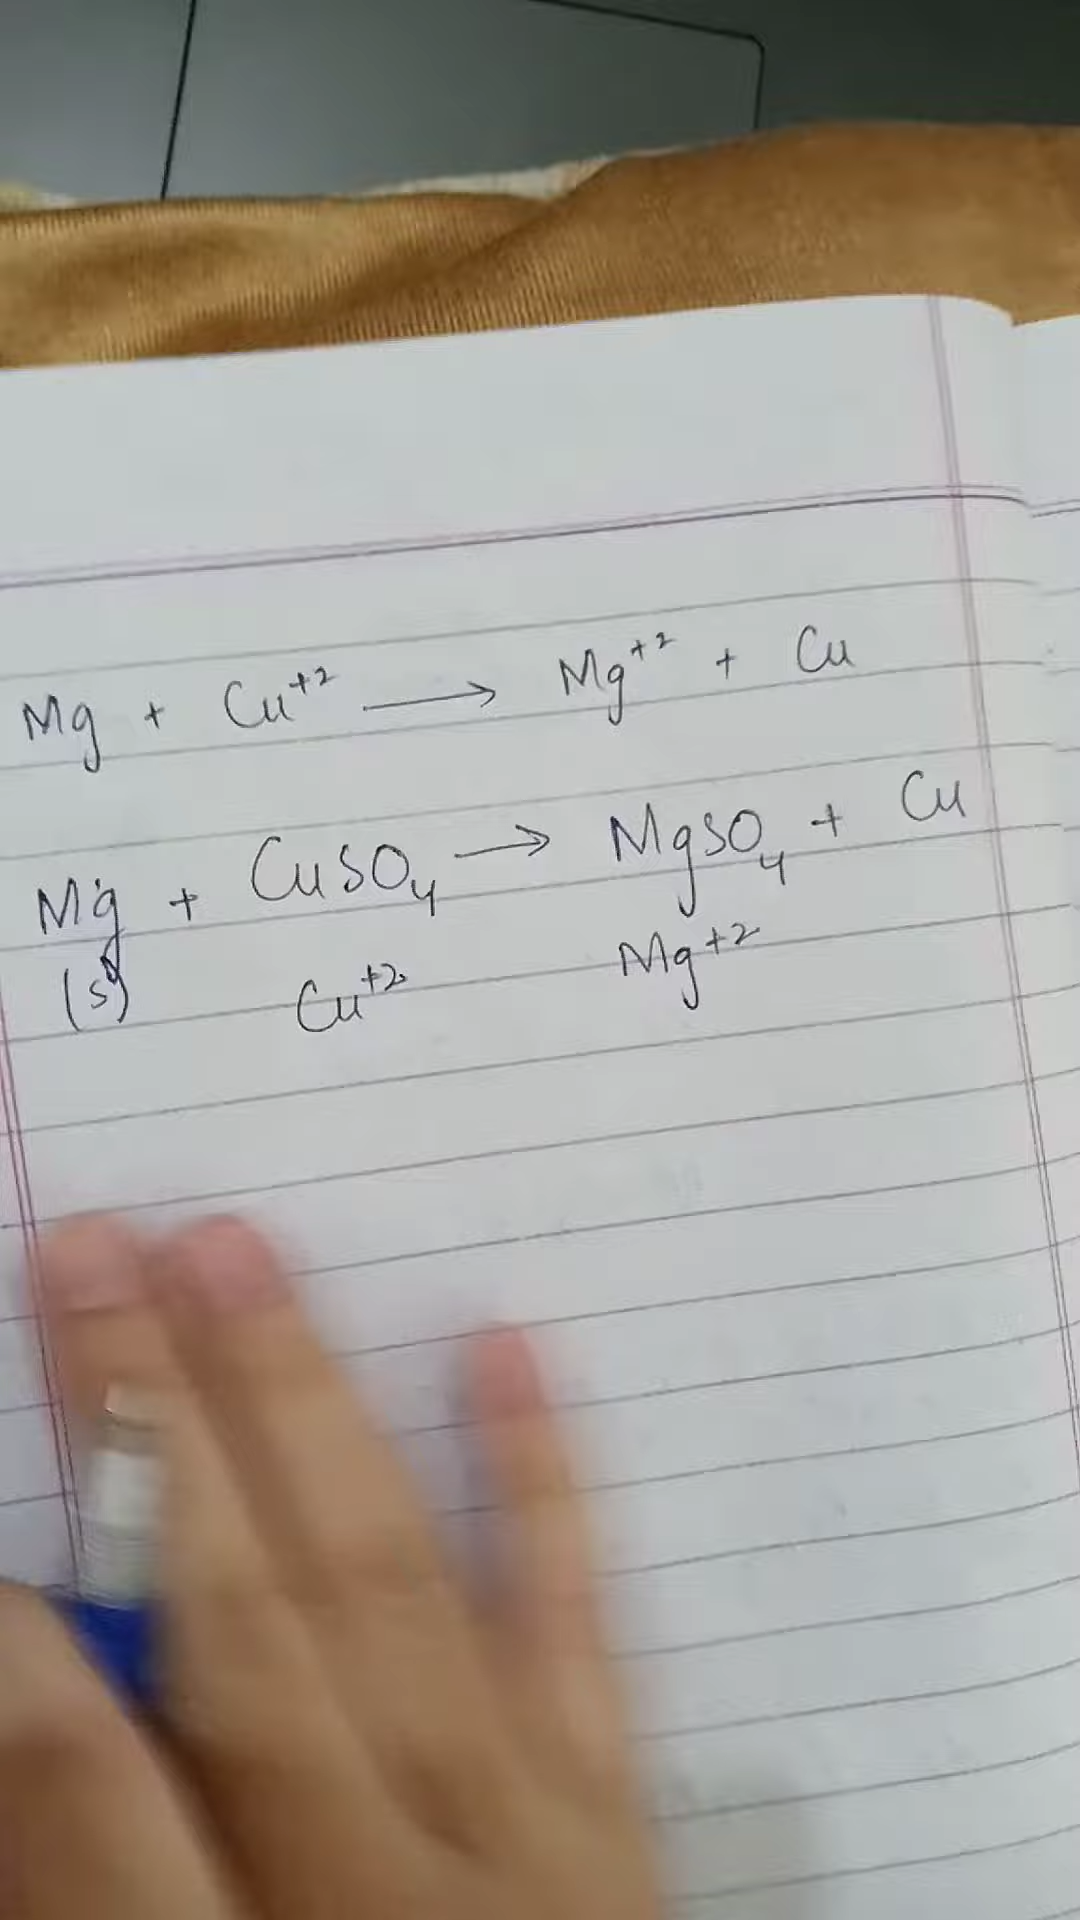 Mg + Cu⁺² ⟶ Mg⁺² + Cu
Mg + CuSO₄ ⟶ MgSO₄ + Cu
(s) Cu⁺² Mg⁺²